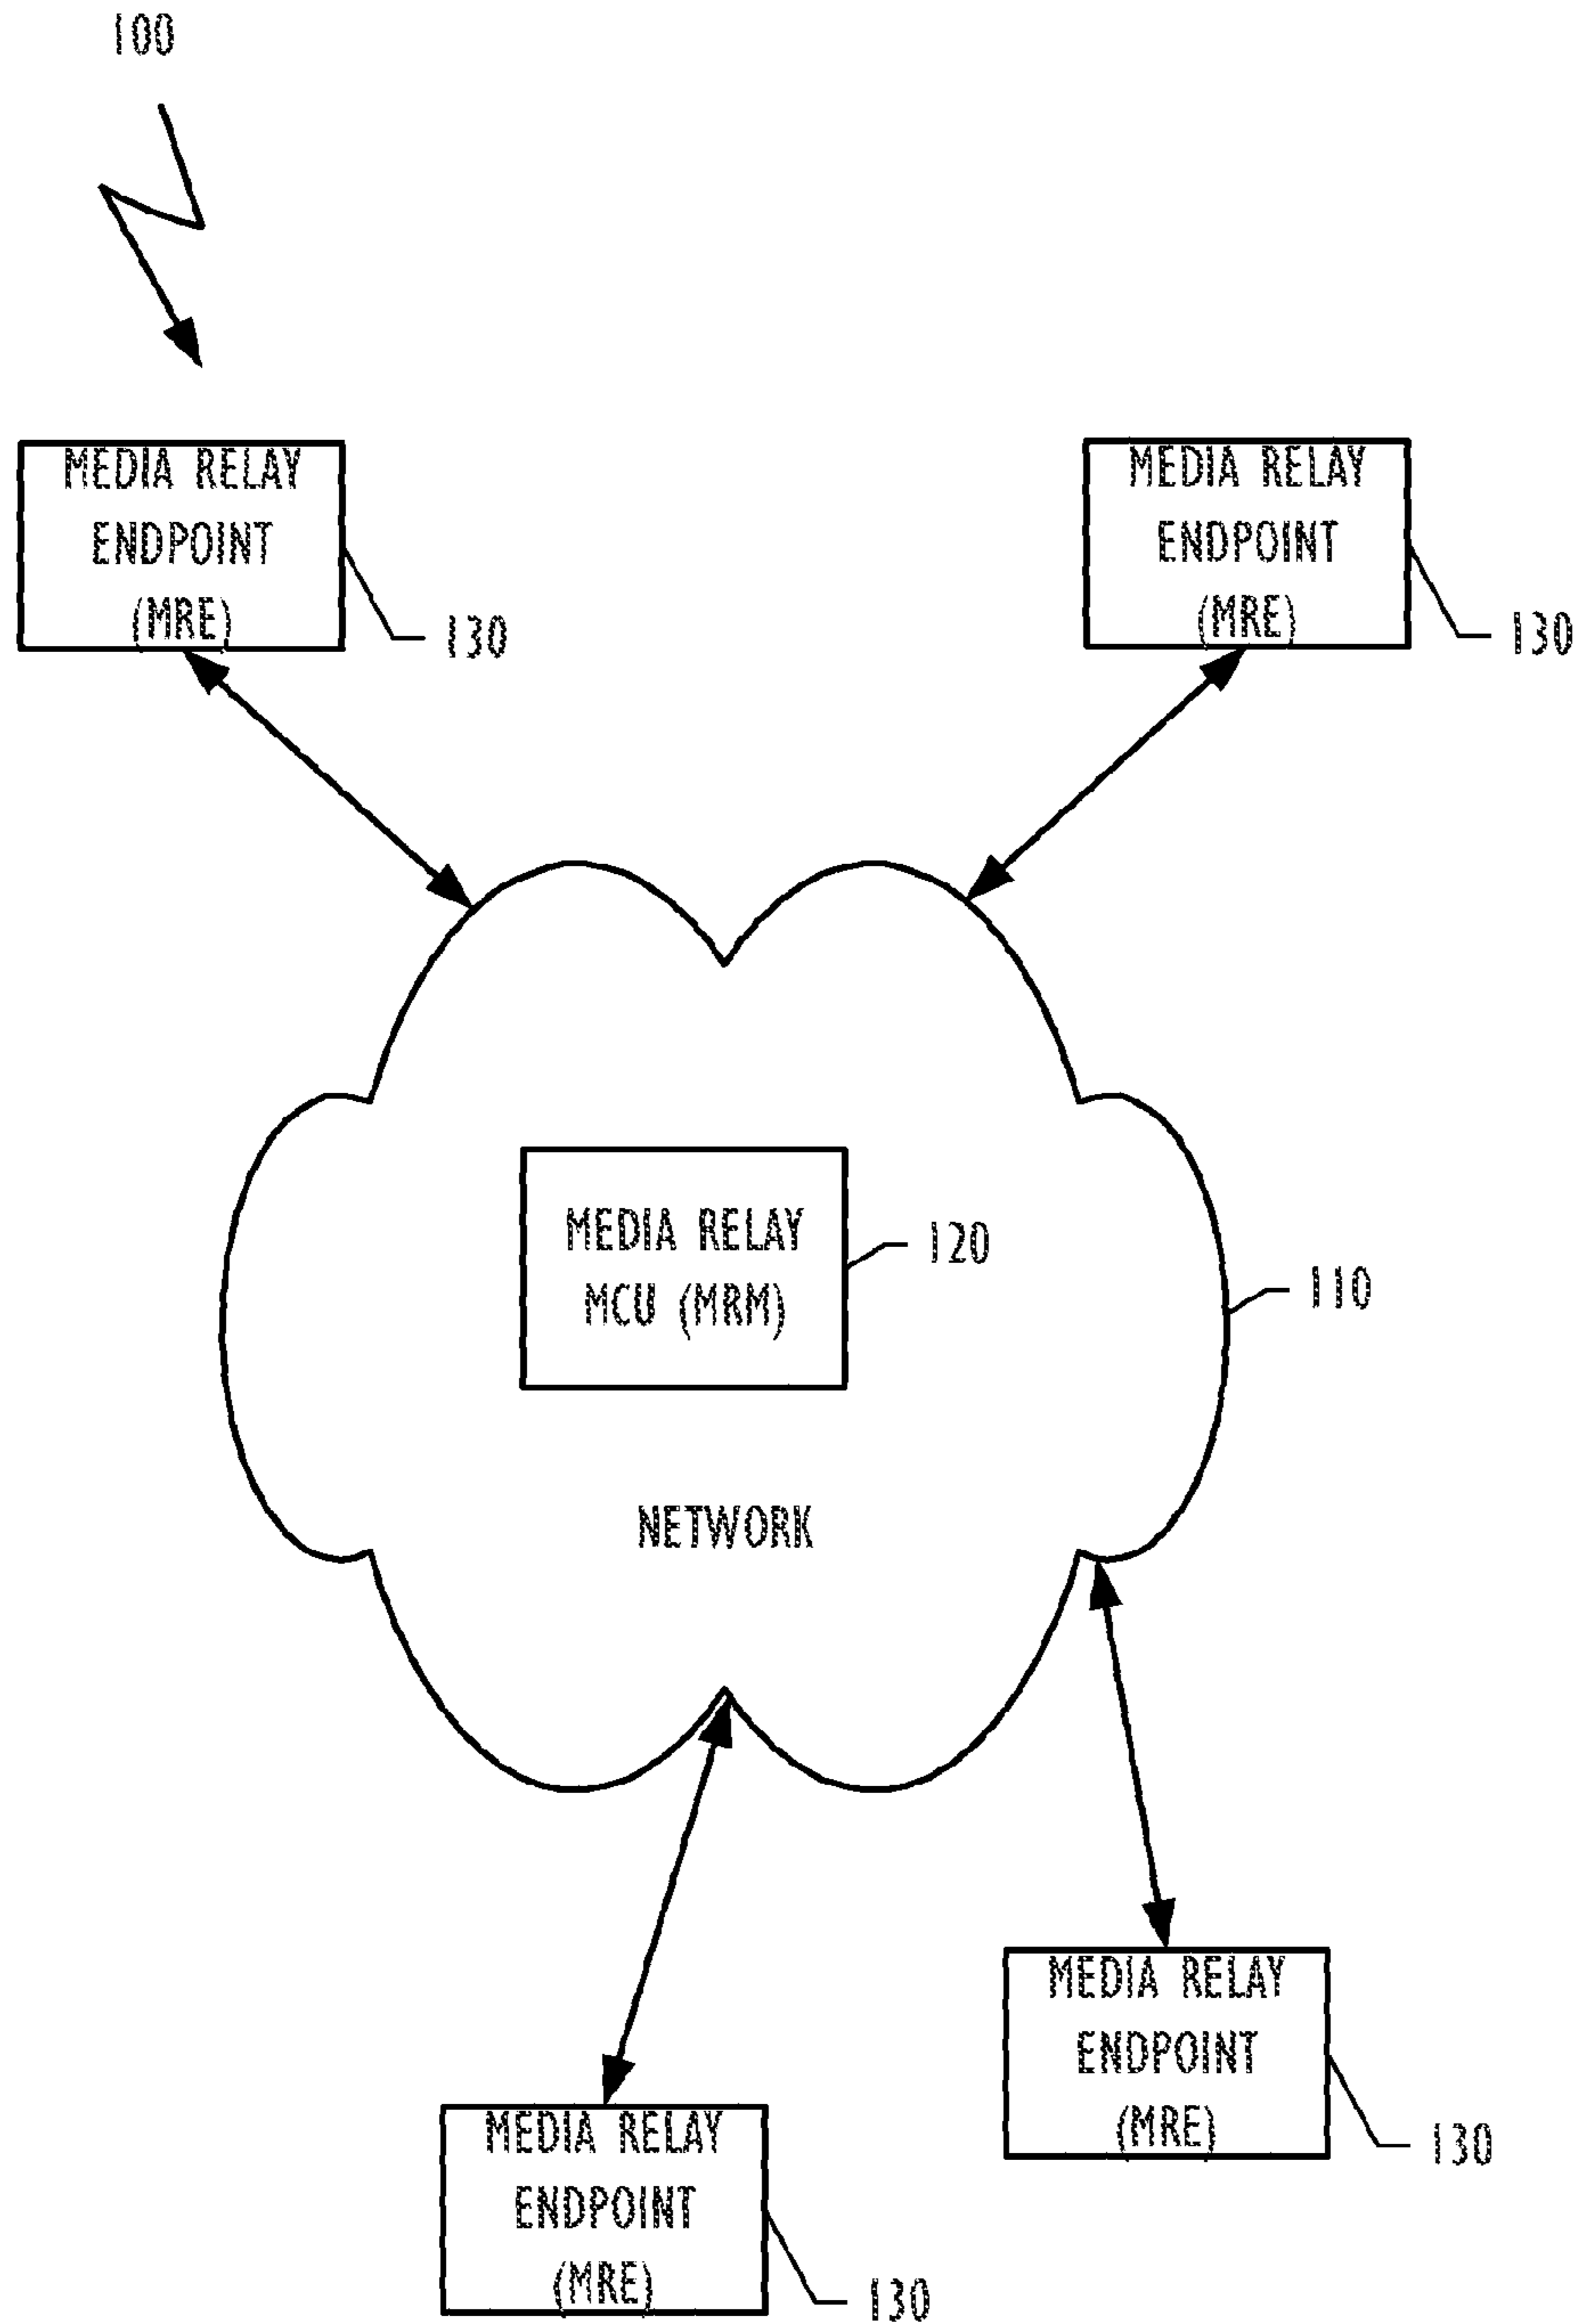 100
MEDIA RELAY
ENDPOINT
(MRE)
130
MEDIA RELAY
ENDPOINT
(MRE)
130
MEDIA RELAY
MCU (MRM)
120
110
NETWORK
MEDIA RELAY
ENDPOINT
(MRE)
130
MEDIA RELAY
ENDPOINT
(MRE)
130